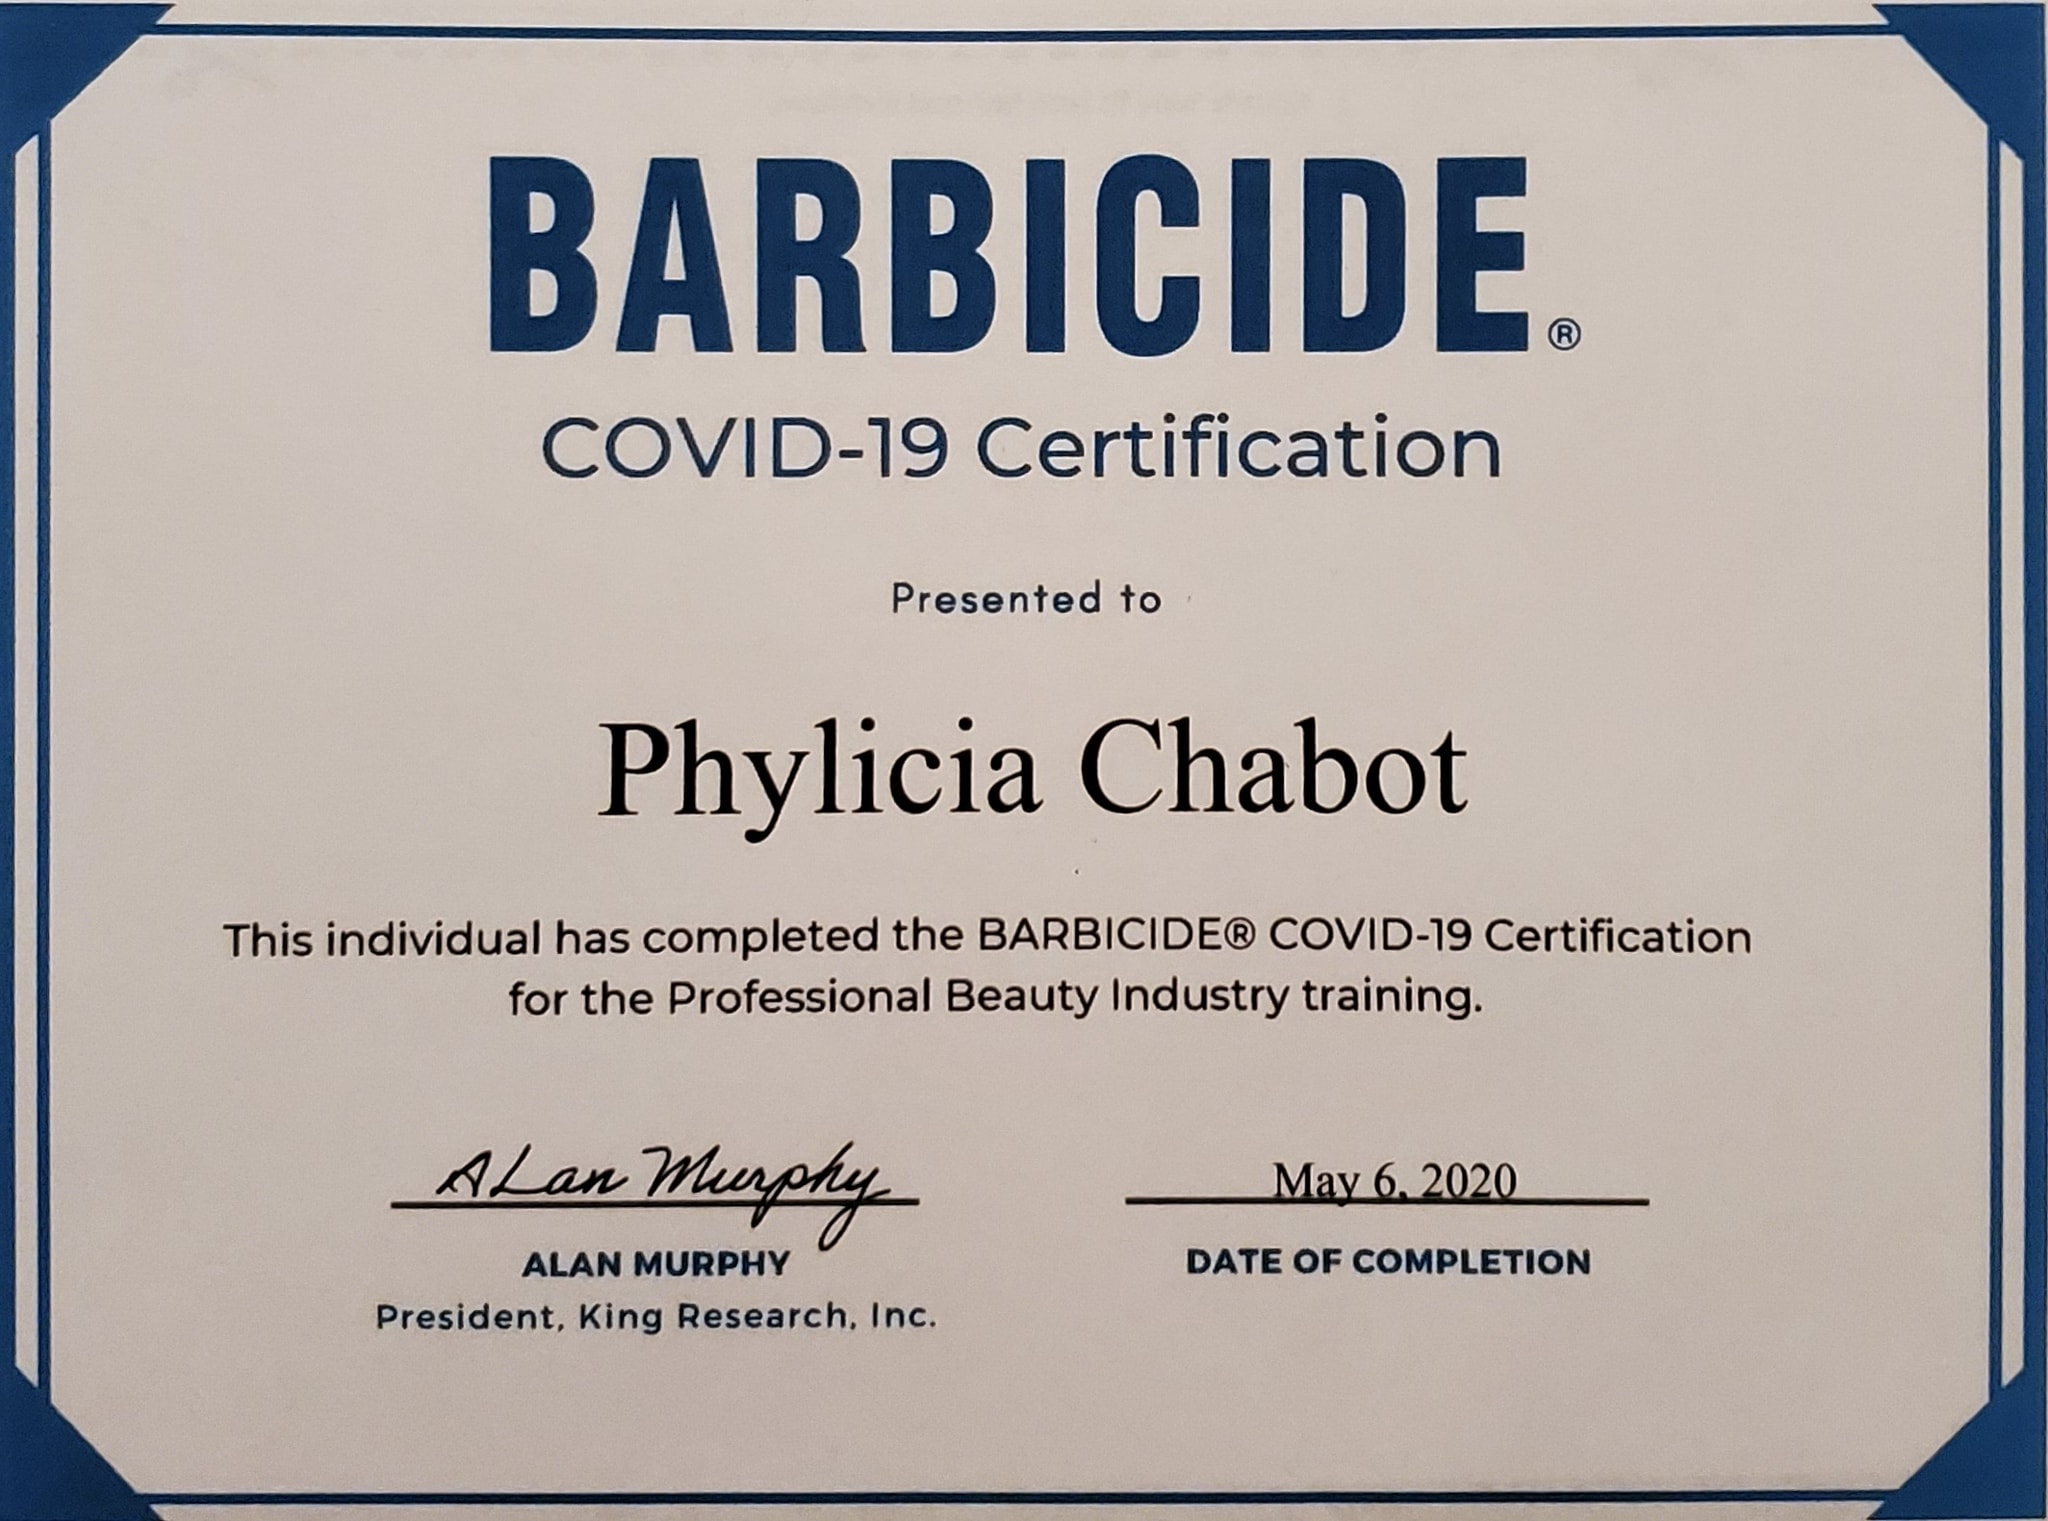 BARBICIDE®
COVID-19 Certification
Presented to
Phylicia Chabot
This individual has completed the BARBICIDE® COVID-19 Certification
for the Professional Beauty Industry training.
ALan Murphy
May 6, 2020
ALAN MURPHY
DATE OF COMPLETION
President, King Research, Inc.